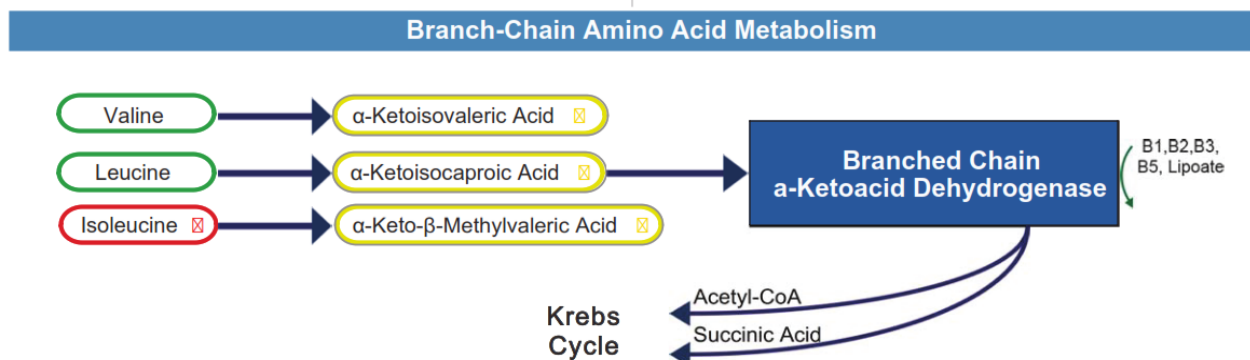 Branch-Chain Amino Acid Metabolism
Valine
α-Ketoisovaleric Acid
Leucine
α-Ketoisocaproic Acid
Isoleucine
α-Keto-β-Methylvaleric Acid
Branched Chain
a-Ketoacid Dehydrogenase
B1,B2,B3,
B5, Lipoate
Acetyl-CoA
Krebs
Cycle
Succinic Acid